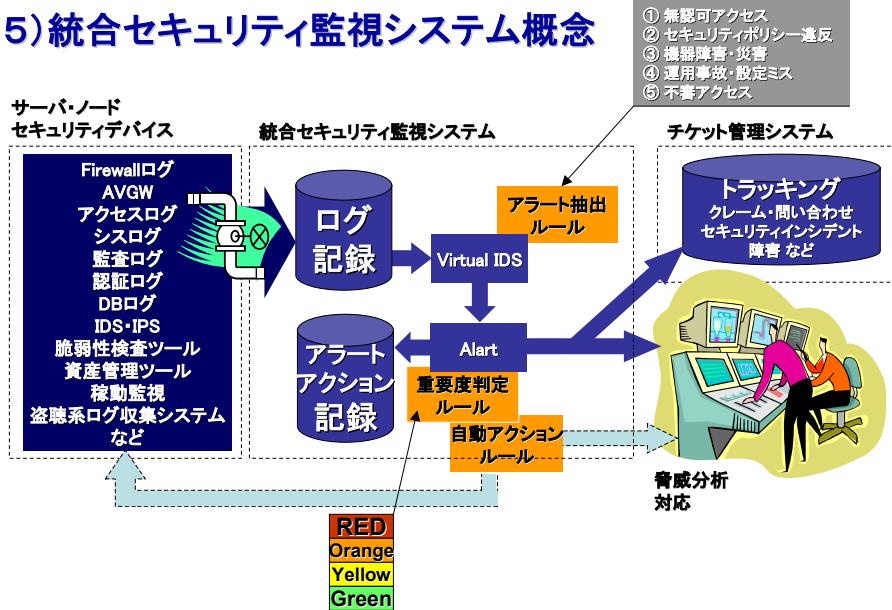 5）統合セキュリティ監視システム概念
① 無認可アクセス
② セキュリティポリシー違反
③ 機器障害・災害
④ 運用事故・設定ミス
⑤ 不審アクセス
サーバ・ノード
セキュリティデバイス
統合セキュリティ監視システム
チケット管理システム
Firewallログ
AVGW
アクセスログ
シスログ
監査ログ
認証ログ
DBログ
IDS・IPS
脆弱性検査ツール
資産管理ツール
稼動監視
盗聴系ログ収集システム
など
ログ
記録
アラート抽出
ルール
Virtual IDS
トラッキング
クレーム・問い合わせ
セキュリティインシデント
障害 など
アラート
アクション
記録
Alart
重要度判定
ルール
自動アクション
ルール
脅威分析
対応
RED
Orange
Yellow
Green